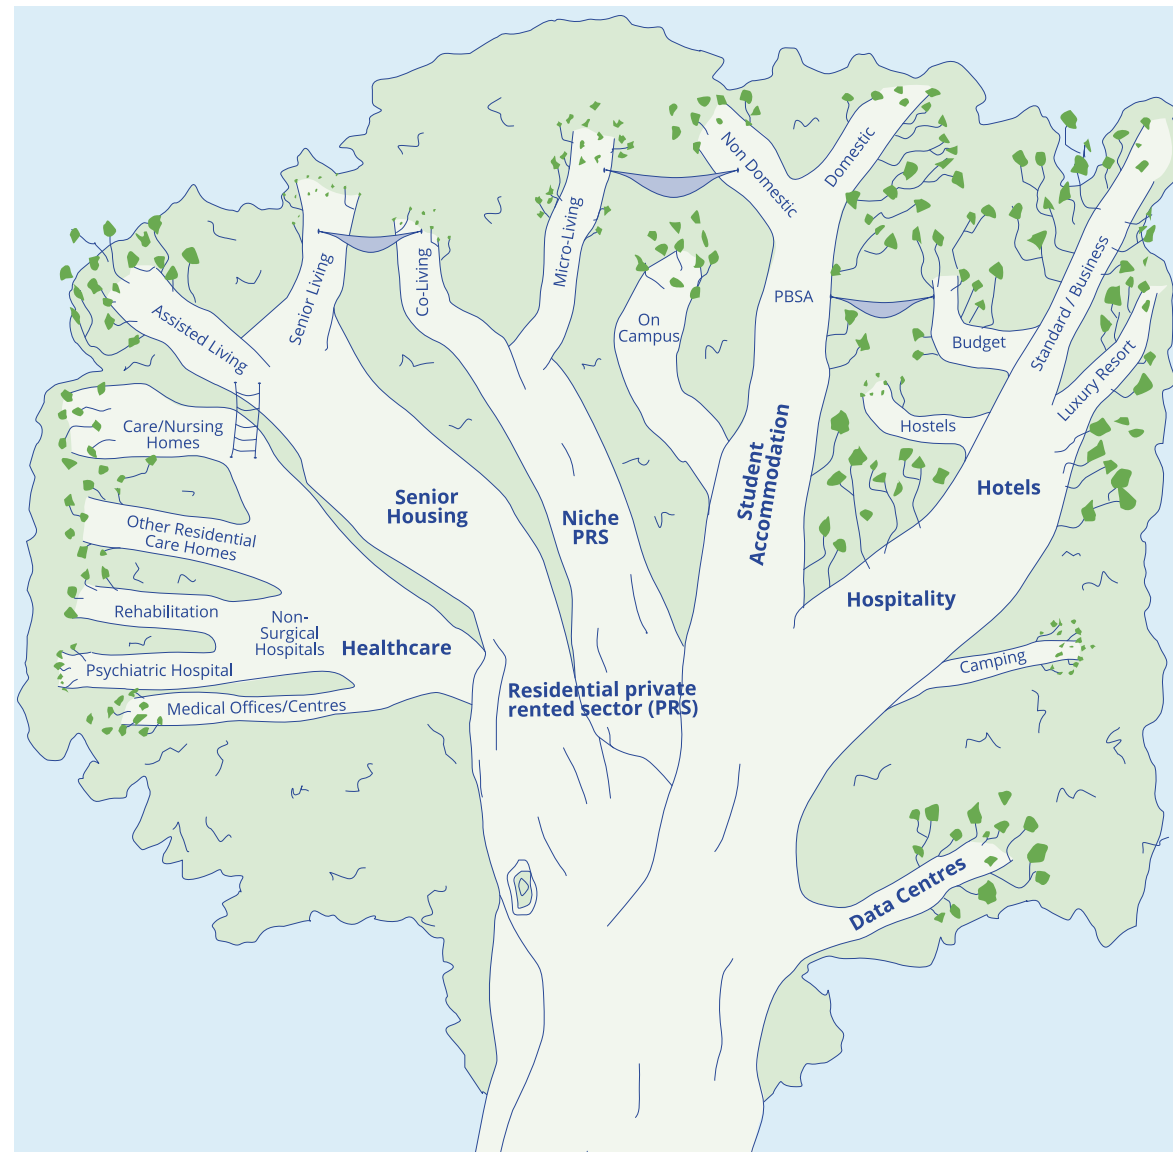 Non Domestic
Domestic
Micro-Living
Senior Living
Co-Living
Assisted Living
On
Campus
PBSA
Budget
Standard / Business
Luxury Resort
Hostels
Care/Nursing
Homes
Senior
Housing
Niche
PRS
Student
Accommodation
Hotels
Other Residential
Care Homes
Rehabilitation
Non-
Surgical
Hospitals
Healthcare
Hospitality
Psychiatric Hospital
Camping
Medical Offices/Centres
Residential private
rented sector (PRS)
Data Centres